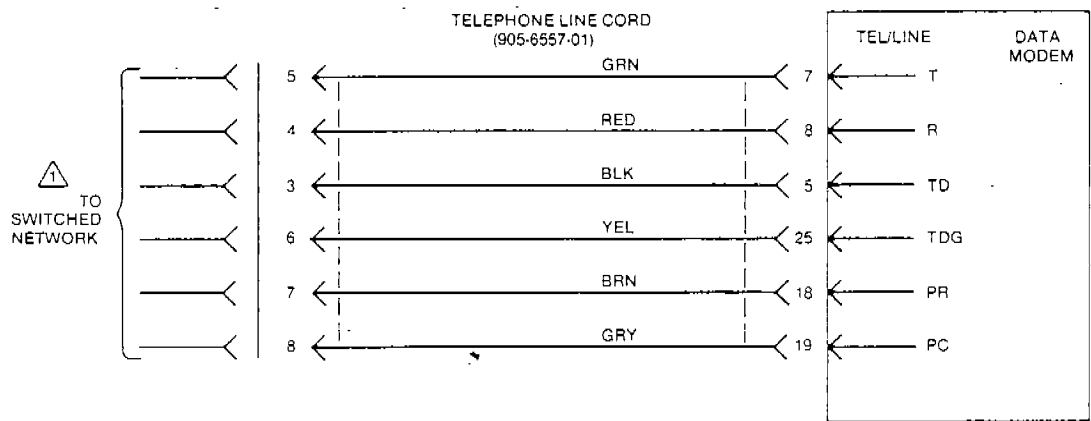 TELEPHONE LINE CORD
(905-6557-01)
TEL/LINE
DATA
MODEM
5 GRN 7 T
4 RED 8 R
3 BLK 5 TD
6 YEL 25 TDG
7 BRN 18 PR
8 GRY 19 PC
1
TO
SWITCHED
NETWORK